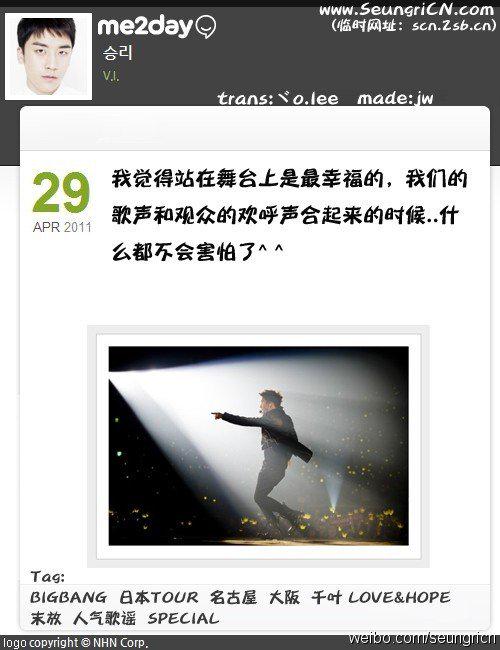 www.SeungriCN.com
(临时网址: scn.2sb.cn)
me2day
승리
V.I.
trans:ヾo.lee made:jw
29
APR 2011
我觉得站在舞台上是最幸福的，我们的
歌声和观众的欢呼声会起来的时候..什
么都不会害怕了^ ^
Tag:
BIGBANG 日本TOUR 名古屋 大阪 千叶 LOVE&HOPE
末放 人气歌谣 SPECIAL
logo copyright © NHN Corp.
weibo.com/seungricn